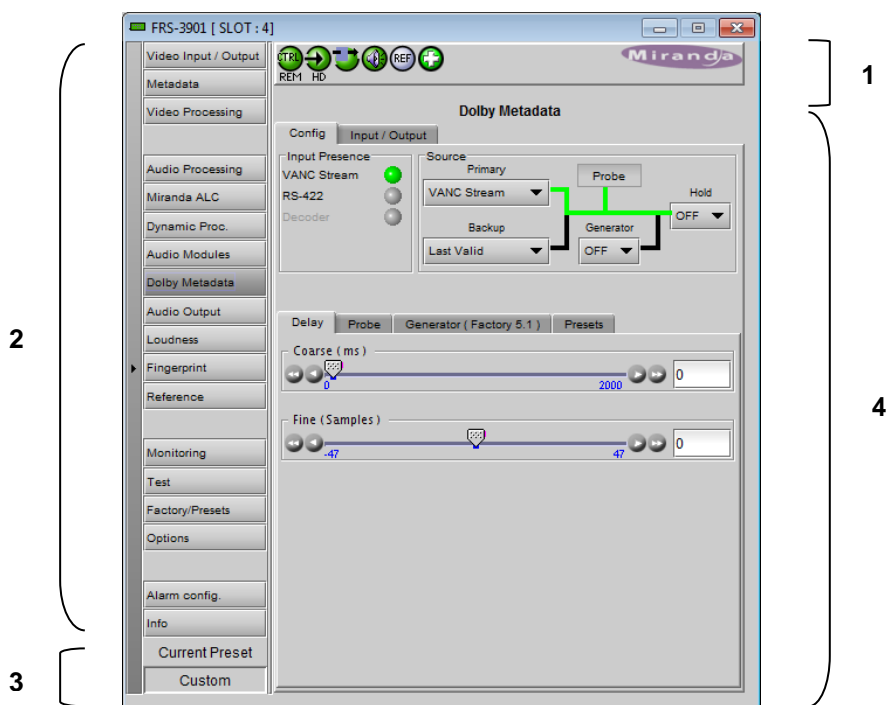 FRS-3901 [ SLOT : 4]
1
2
3
4
Video Input / Output
Metadata
Video Processing
Audio Processing
Miranda ALC
Dynamic Proc.
Audio Modules
Dolby Metadata
Audio Output
Loudness
Fingerprint
Reference
Monitoring
Test
Factory/Presets
Options
Alarm config.
Info
Current Preset
Custom
CTRL REF
REM HD
Miranda
Dolby Metadata
Config Input / Output
Input Presence
VANC Stream
RS-422
Decoder
Source
Primary
VANC Stream
Probe
Hold
OFF
Backup
Last Valid
Generator
OFF
Delay Probe Generator ( Factory 5.1 ) Presets
Coarse ( ms )
0 2000 0
Fine (Samples )
-47 47 0